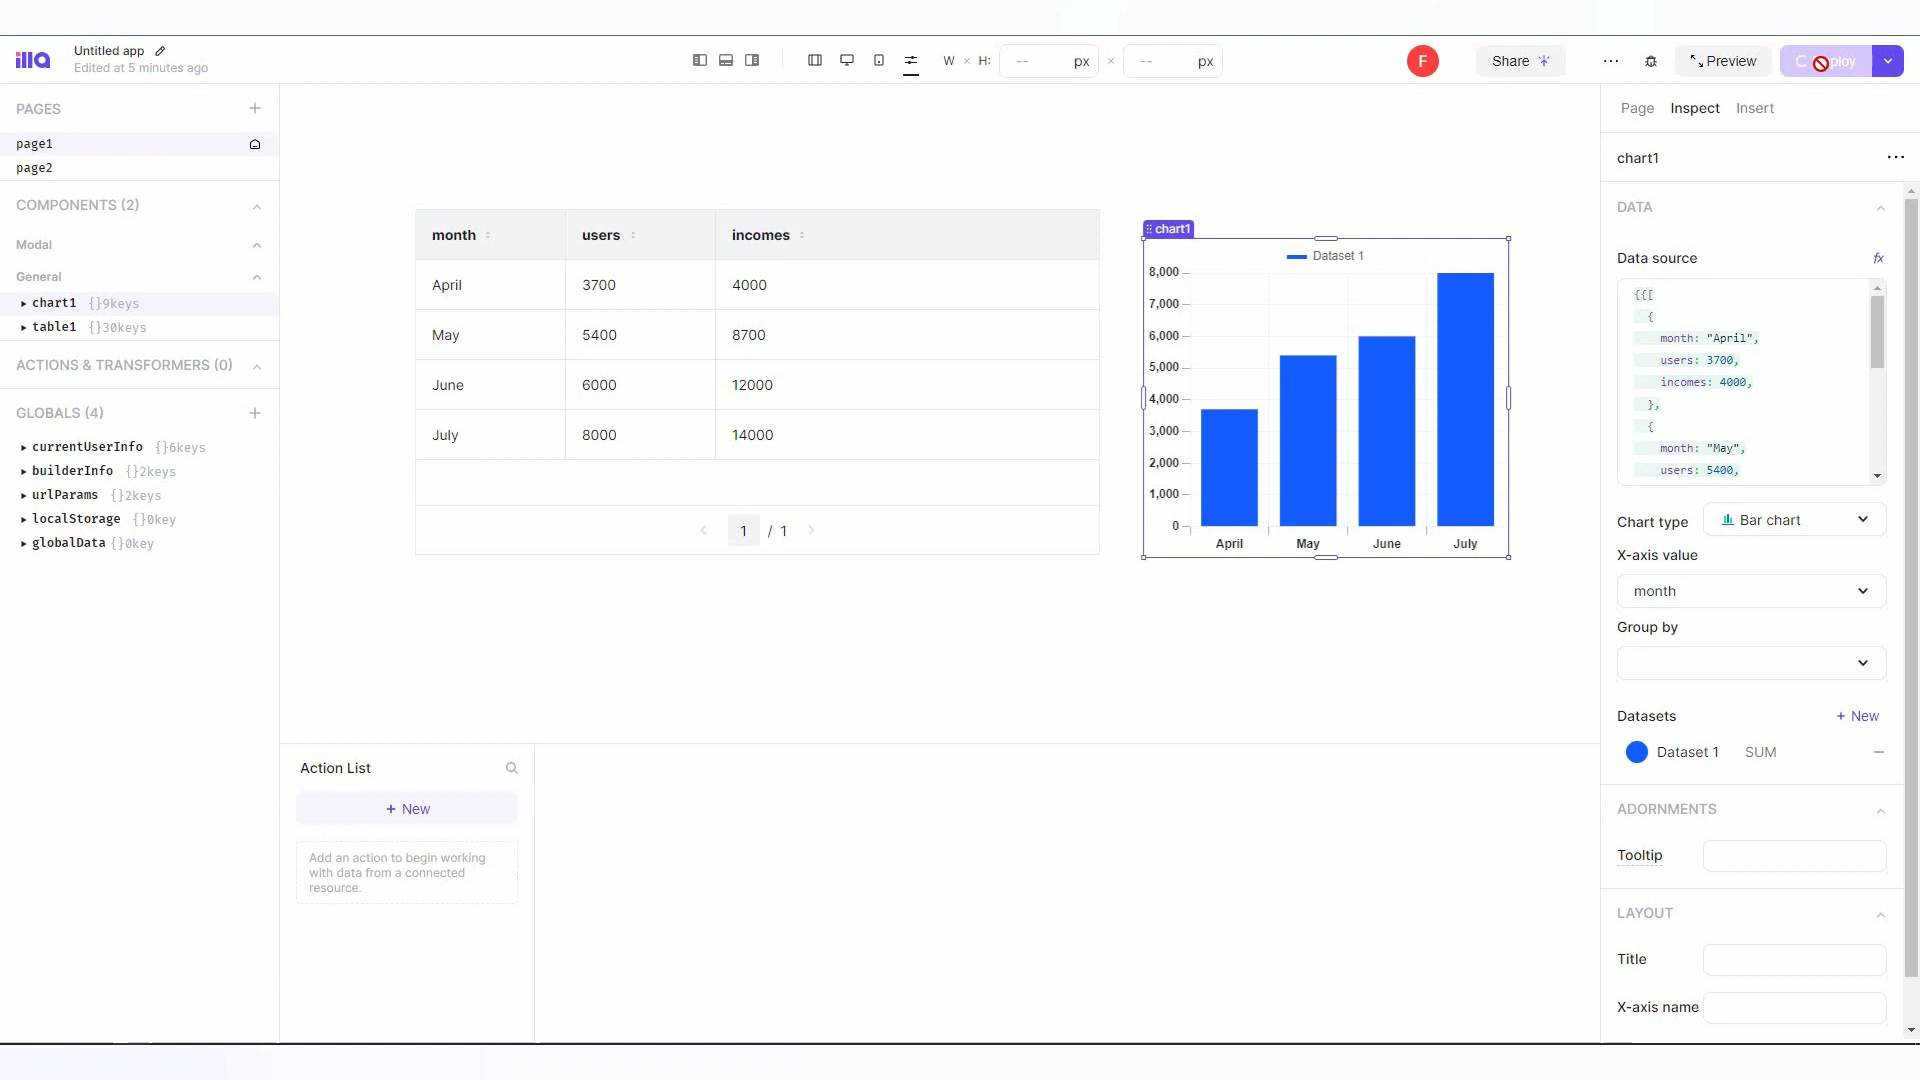 illa
Untitled app
Edited at 5 minutes ago
W × H: -- px × -- px
F
Share
Preview
PAGES
page1
page2
COMPONENTS (2)
Modal
General
chart1 {}9keys
table1 {}30keys
ACTIONS & TRANSFORMERS (0)
GLOBALS (4)
currentUserInfo {}6keys
builderInfo {}2keys
urlParams {}2keys
localStorage {}0key
globalData {}0key
month users incomes
April 3700 4000
May 5400 8700
June 6000 12000
July 8000 14000
1 / 1
chart1
Dataset 1
8,000
7,000
6,000
5,000
4,000
3,000
2,000
1,000
0
April May June July
Action List
+ New
Add an action to begin working
with data from a connected
resource.
Page Inspect Insert
chart1
DATA
Data source fx
{{[
{
month: "April",
users: 3700,
incomes: 4000,
},
{
month: "May",
users: 5400,
Chart type Bar chart
X-axis value
month
Group by
Datasets + New
Dataset 1 SUM
ADORNMENTS
Tooltip
LAYOUT
Title
X-axis name